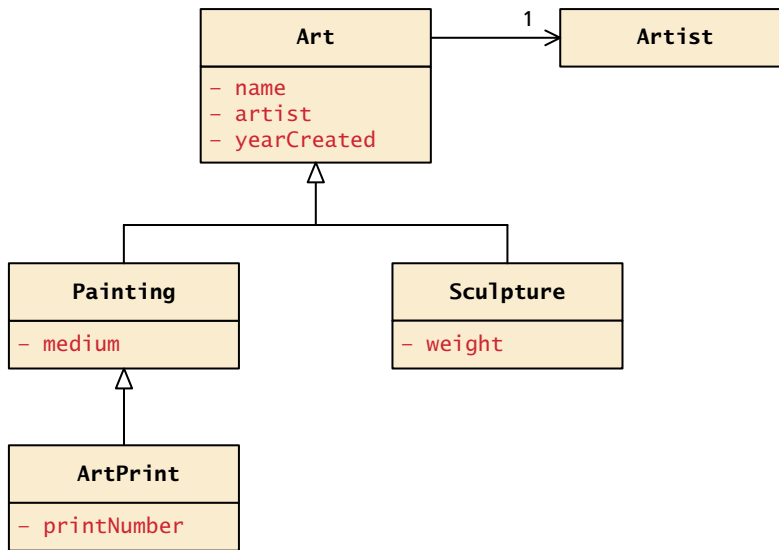 Art
1
Artist
– name
– artist
– yearCreated
Painting
Sculpture
– medium
– weight
ArtPrint
– printNumber